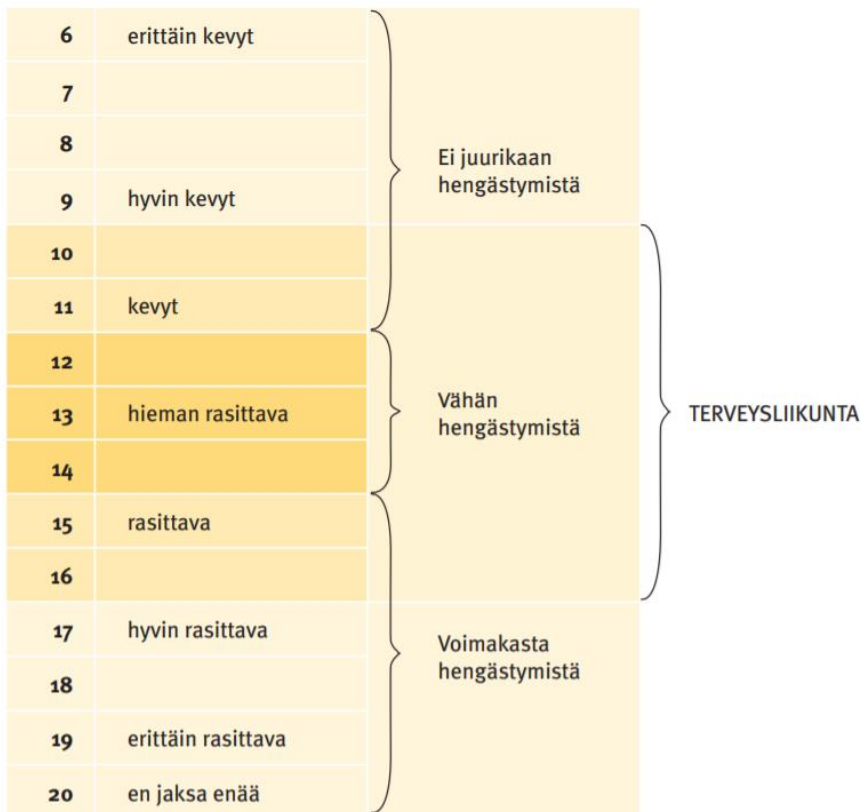 6 erittäin kevyt
7
8
Ei juurikaan
hengästymistä
9 hyvin kevyt
10
11 kevyt
12
13 hieman rasittava
Vähän
hengästymistä
TERVEYSLIIKUNTA
14
15 rasittava
16
17 hyvin rasittava
Voimakasta
hengästymistä
18
19 erittäin rasittava
20 en jaksa enää